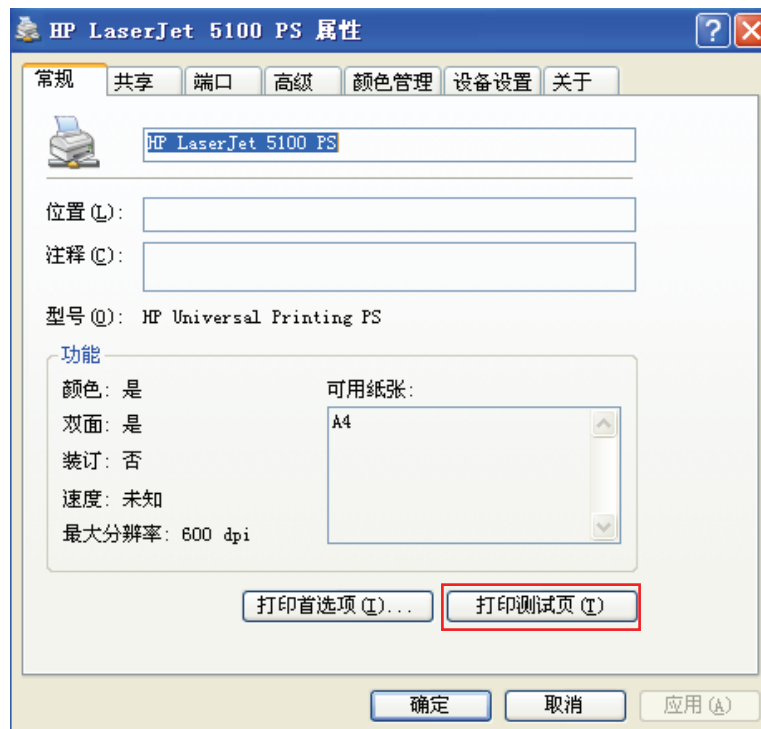 HP LaserJet 5100 PS 属性
常规 共享 端口 高级 颜色管理 设备设置 关于
HP LaserJet 5100 PS
位置(L):
注释(C):
型号(O): HP Universal Printing PS
功能
颜色: 是 可用纸张:
双面: 是 A4
装订: 否
速度: 未知
最大分辨率: 600 dpi
打印首选项(I)... 打印测试页(T)
确定 取消 应用(A)